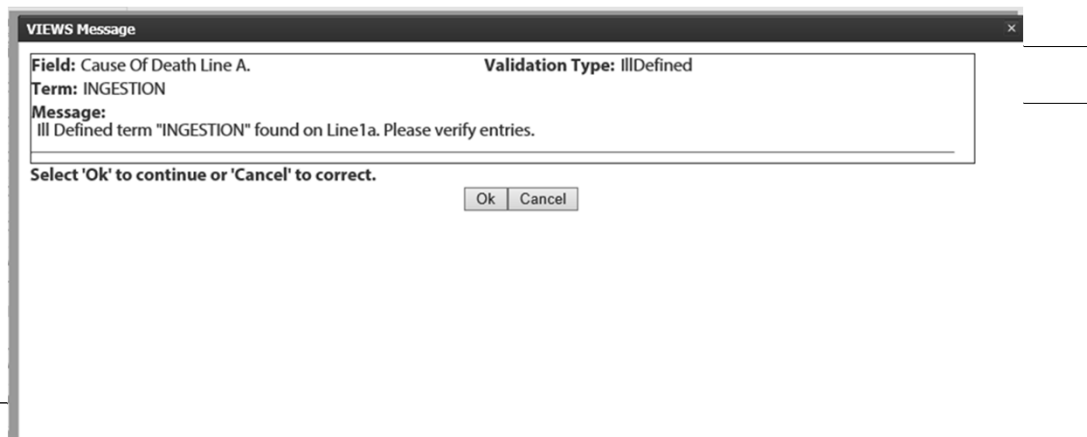 VIEWS Message ×
Field: Cause Of Death Line A. Validation Type: IllDefined
Term: INGESTION
Message:
Ill Defined term "INGESTION" found on Line1a. Please verify entries.
Select 'Ok' to continue or 'Cancel' to correct.
Ok Cancel